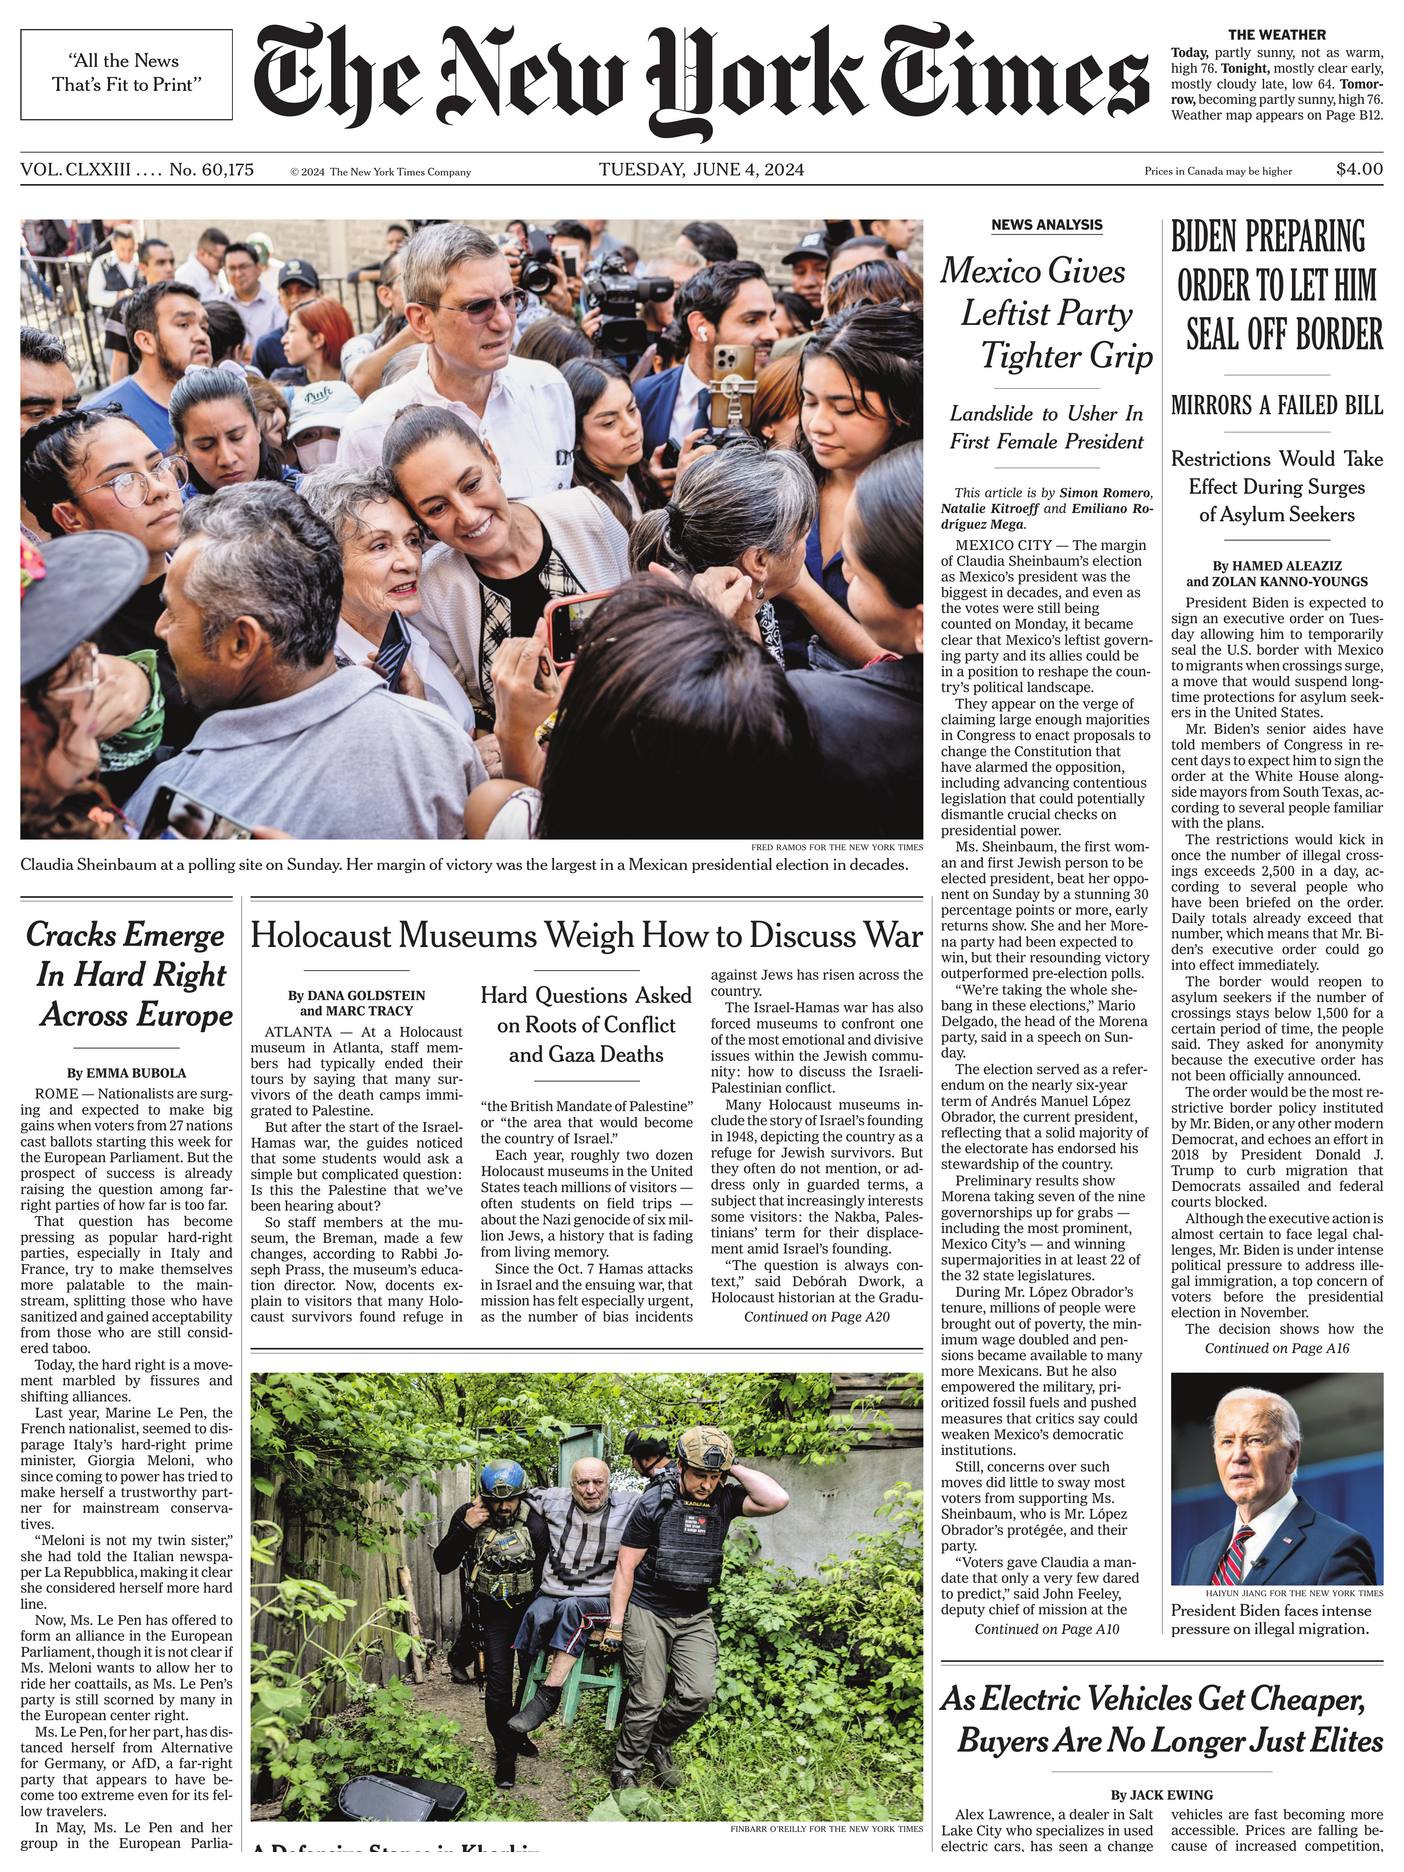 "All the News
That's Fit to Print"
The New York Times
THE WEATHER
Today, partly sunny, not as warm,
high 76. Tonight, mostly clear early,
mostly cloudy late, low 64. Tomor-
row, becoming partly sunny, high 76.
Weather map appears on Page B12.
VOL. CLXXIII .... No. 60,175
© 2024 The New York Times Company
TUESDAY, JUNE 4, 2024
Prices in Canada may be higher
$4.00
Pink
FRED RAMOS FOR THE NEW YORK TIMES
Claudia Sheinbaum at a polling site on Sunday. Her margin of victory was the largest in a Mexican presidential election in decades.
NEWS ANALYSIS
Mexico Gives
Leftist Party
Tighter Grip
Landslide to Usher In
First Female President
This article is by Simon Romero,
Natalie Kitroeff and Emiliano Ro-
dríguez Mega.
MEXICO CITY — The margin
of Claudia Sheinbaum's election
as Mexico's president was the
biggest in decades, and even as
the votes were still being
counted on Monday, it became
clear that Mexico's leftist govern-
ing party and its allies could be
in a position to reshape the coun-
try's political landscape.
They appear on the verge of
claiming large enough majorities
in Congress to enact proposals to
change the Constitution that
have alarmed the opposition,
including advancing contentious
legislation that could potentially
dismantle crucial checks on
presidential power.
Ms. Sheinbaum, the first wom-
an and first Jewish person to be
elected president, beat her oppo-
nent on Sunday by a stunning 30
percentage points or more, early
returns show. She and her More-
na party had been expected to
win, but their resounding victory
outperformed pre-election polls.
"We're taking the whole she-
bang in these elections," Mario
Delgado, the head of the Morena
party, said in a speech on Sun-
day.
The election served as a refer-
endum on the nearly six-year
term of Andrés Manuel López
Obrador, the current president,
reflecting that a solid majority of
the electorate has endorsed his
stewardship of the country.
Preliminary results show
Morena taking seven of the nine
governorships up for grabs —
including the most prominent,
Mexico City's — and winning
supermajorities in at least 22 of
the 32 state legislatures.
During Mr. López Obrador's
tenure, millions of people were
brought out of poverty, the min-
imum wage doubled and pen-
sions became available to many
more Mexicans. But he also
empowered the military, pri-
oritized fossil fuels and pushed
measures that critics say could
weaken Mexico's democratic
institutions.
Still, concerns over such
moves did little to sway most
voters from supporting Ms.
Sheinbaum, who is Mr. López
Obrador's protégée, and their
party.
"Voters gave Claudia a man-
date that only a very few dared
to predict," said John Feeley,
deputy chief of mission at the
Continued on Page A10
BIDEN PREPARING
ORDER TO LET HIM
SEAL OFF BORDER
MIRRORS A FAILED BILL
Restrictions Would Take
Effect During Surges
of Asylum Seekers
By HAMED ALEAZIZ
and ZOLAN KANNO-YOUNGS
President Biden is expected to
sign an executive order on Tues-
day allowing him to temporarily
seal the U.S. border with Mexico
to migrants when crossings surge,
a move that would suspend long-
time protections for asylum seek-
ers in the United States.
Mr. Biden's senior aides have
told members of Congress in re-
cent days to expect him to sign the
order at the White House along-
side mayors from South Texas, ac-
cording to several people familiar
with the plans.
The restrictions would kick in
once the number of illegal cross-
ings exceeds 2,500 in a day, ac-
cording to several people who
have been briefed on the order.
Daily totals already exceed that
number, which means that Mr. Bi-
den's executive order could go
into effect immediately.
The border would reopen to
asylum seekers if the number of
crossings stays below 1,500 for a
certain period of time, the people
said. They asked for anonymity
because the executive order has
not been officially announced.
The order would be the most re-
strictive border policy instituted
by Mr. Biden, or any other modern
Democrat, and echoes an effort in
2018 by President Donald J.
Trump to curb migration that
Democrats assailed and federal
courts blocked.
Although the executive action is
almost certain to face legal chal-
lenges, Mr. Biden is under intense
political pressure to address ille-
gal immigration, a top concern of
voters before the presidential
election in November.
The decision shows how the
Continued on Page A16
HAIYUN JIANG FOR THE NEW YORK TIMES
President Biden faces intense
pressure on illegal migration.
Cracks Emerge
In Hard Right
Across Europe
By EMMA BUBOLA
ROME — Nationalists are surg-
ing and expected to make big
gains when voters from 27 nations
cast ballots starting this week for
the European Parliament. But the
prospect of success is already
raising the question among far-
right parties of how far is too far.
That question has become
pressing as popular hard-right
parties, especially in Italy and
France, try to make themselves
more palatable to the main-
stream, splitting those who have
sanitized and gained acceptability
from those who are still consid-
ered taboo.
Today, the hard right is a move-
ment marbled by fissures and
shifting alliances.
Last year, Marine Le Pen, the
French nationalist, seemed to dis-
parage Italy's hard-right prime
minister, Giorgia Meloni, who
since coming to power has tried to
make herself a trustworthy part-
ner for mainstream conserva-
tives.
"Meloni is not my twin sister,"
she had told the Italian newspa-
per La Repubblica, making it clear
she considered herself more hard
line.
Now, Ms. Le Pen has offered to
form an alliance in the European
Parliament, though it is not clear if
Ms. Meloni wants to allow her to
ride her coattails, as Ms. Le Pen's
party is still scorned by many in
the European center right.
Ms. Le Pen, for her part, has dis-
tanced herself from Alternative
for Germany, or AfD, a far-right
party that appears to have be-
come too extreme even for its fel-
low travelers.
In May, Ms. Le Pen and her
group in the European Parlia-
Holocaust Museums Weigh How to Discuss War
By DANA GOLDSTEIN
and MARC TRACY
ATLANTA — At a Holocaust
museum in Atlanta, staff mem-
bers had typically ended their
tours by saying that many sur-
vivors of the death camps immi-
grated to Palestine.
But after the start of the Israel-
Hamas war, the guides noticed
that some students would ask a
simple but complicated question:
Is this the Palestine that we've
been hearing about?
So staff members at the mu-
seum, the Breman, made a few
changes, according to Rabbi Jo-
seph Prass, the museum's educa-
tion director. Now, docents ex-
plain to visitors that many Holo-
caust survivors found refuge in
Hard Questions Asked
on Roots of Conflict
and Gaza Deaths
"the British Mandate of Palestine"
or "the area that would become
the country of Israel."
Each year, roughly two dozen
Holocaust museums in the United
States teach millions of visitors —
often students on field trips —
about the Nazi genocide of six mil-
lion Jews, a history that is fading
from living memory.
Since the Oct. 7 Hamas attacks
in Israel and the ensuing war, that
mission has felt especially urgent,
as the number of bias incidents
against Jews has risen across the
country.
The Israel-Hamas war has also
forced museums to confront one
of the most emotional and divisive
issues within the Jewish commu-
nity: how to discuss the Israeli-
Palestinian conflict.
Many Holocaust museums in-
clude the story of Israel's founding
in 1948, depicting the country as a
refuge for Jewish survivors. But
they often do not mention, or ad-
dress only in guarded terms, a
subject that increasingly interests
some visitors: the Nakba, Pales-
tinians' term for their displace-
ment amid Israel's founding.
"The question is always con-
text," said Debórah Dwork, a
Holocaust historian at the Gradu-
Continued on Page A20
FINBARR O'REILLY FOR THE NEW YORK TIMES
A Defensive Stance in Kharkiv
As Electric Vehicles Get Cheaper,
Buyers Are No Longer Just Elites
By JACK EWING
Alex Lawrence, a dealer in Salt
Lake City who specializes in used
electric cars, has seen a change
vehicles are fast becoming more
accessible. Prices are falling be-
cause of increased competition,